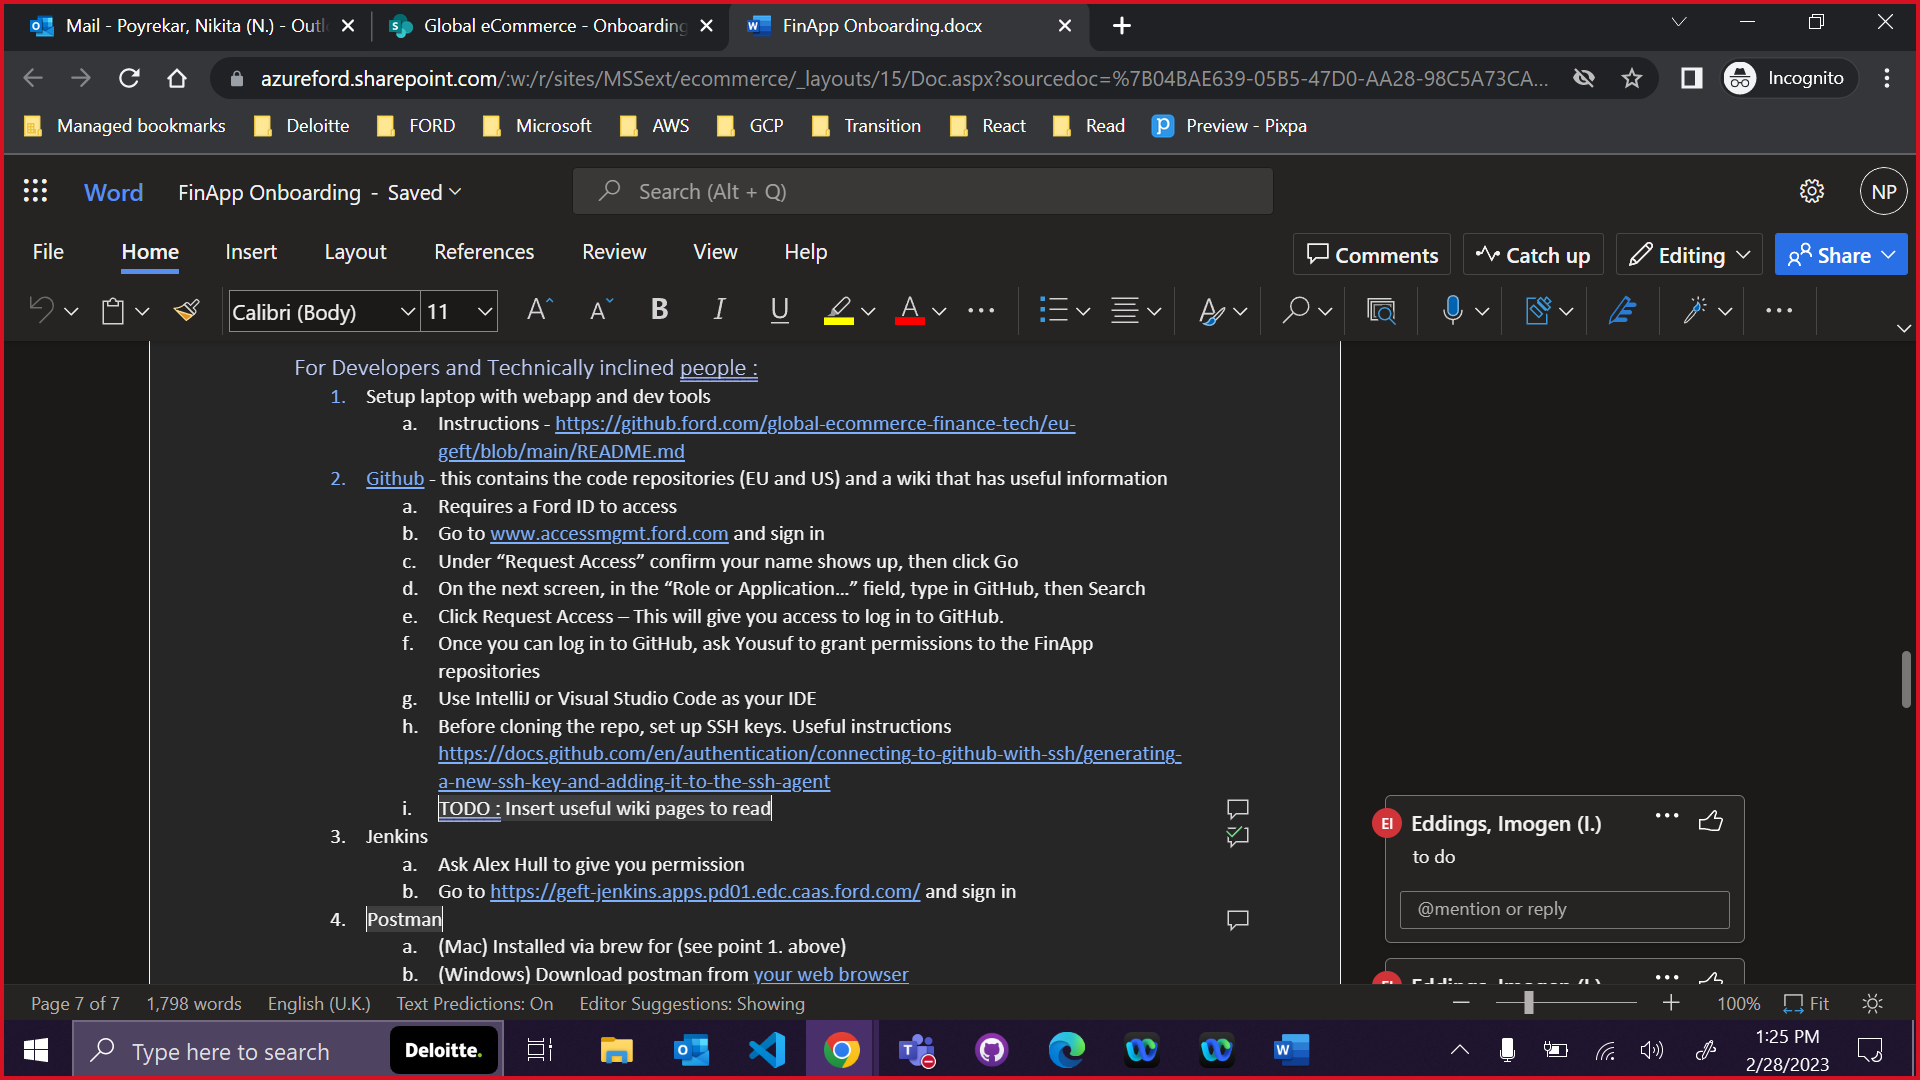 Mail - Poyrekar, Nikita (N.) - Outl
Global eCommerce - Onboarding
FinApp Onboarding.docx
azureford.sharepoint.com/:w:/r/sites/MSSext/ecommerce/_layouts/15/Doc.aspx?sourcedoc=%7B04BAE639-05B5-47D0-AA28-98C5A73CA...
Incognito
Managed bookmarks
Deloitte
FORD
Microsoft
AWS
GCP
Transition
React
Read
Preview - Pixpa
Word
FinApp Onboarding - Saved
Search (Alt + Q)
NP
File
Home
Insert
Layout
References
Review
View
Help
Comments
Catch up
Editing
Share
Calibri (Body)
11
For Developers and Technically inclined people :
1. Setup laptop with webapp and dev tools
a. Instructions - https://github.ford.com/global-ecommerce-finance-tech/eu-
geft/blob/main/README.md
2. Github - this contains the code repositories (EU and US) and a wiki that has useful information
a. Requires a Ford ID to access
b. Go to www.accessmgmt.ford.com and sign in
c. Under “Request Access” confirm your name shows up, then click Go
d. On the next screen, in the “Role or Application...” field, type in GitHub, then Search
e. Click Request Access – This will give you access to log in to GitHub.
f. Once you can log in to GitHub, ask Yousuf to grant permissions to the FinApp
repositories
g. Use IntelliJ or Visual Studio Code as your IDE
h. Before cloning the repo, set up SSH keys. Useful instructions
https://docs.github.com/en/authentication/connecting-to-github-with-ssh/generating-
a-new-ssh-key-and-adding-it-to-the-ssh-agent
i. TODO : Insert useful wiki pages to read
3. Jenkins
a. Ask Alex Hull to give you permission
b. Go to https://geft-jenkins.apps.pd01.edc.caas.ford.com/ and sign in
4. Postman
a. (Mac) Installed via brew for (see point 1. above)
b. (Windows) Download postman from your web browser
EI
Eddings, Imogen (I.)
to do
@mention or reply
EI
Eddings, Imogen (I.)
Page 7 of 7
1,798 words
English (U.K.)
Text Predictions: On
Editor Suggestions: Showing
100%
Fit
Type here to search
Deloitte.
1:25 PM
2/28/2023